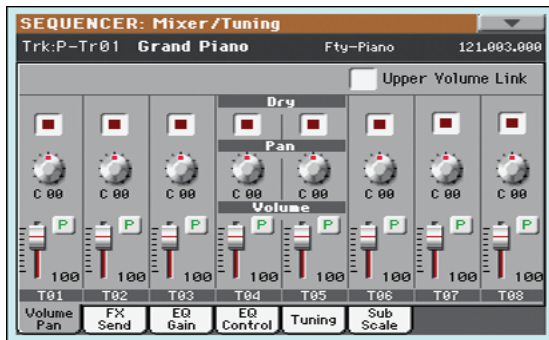 SEQUENCER: Mixer/Tuning
Trk:P-Tr01 Grand Piano Fty-Piano 121.003.000
Upper Volume Link
Dry
Pan
C 00 C 00 C 00 C 00 C 00 C 00 C 00 C 00
Volume
P P P P P P P P
100 100 100 100 100 100 100 100
T01 T02 T03 T04 T05 T06 T07 T08
Volume Pan
FX Send
EQ Gain
EQ Control
Tuning
Sub Scale